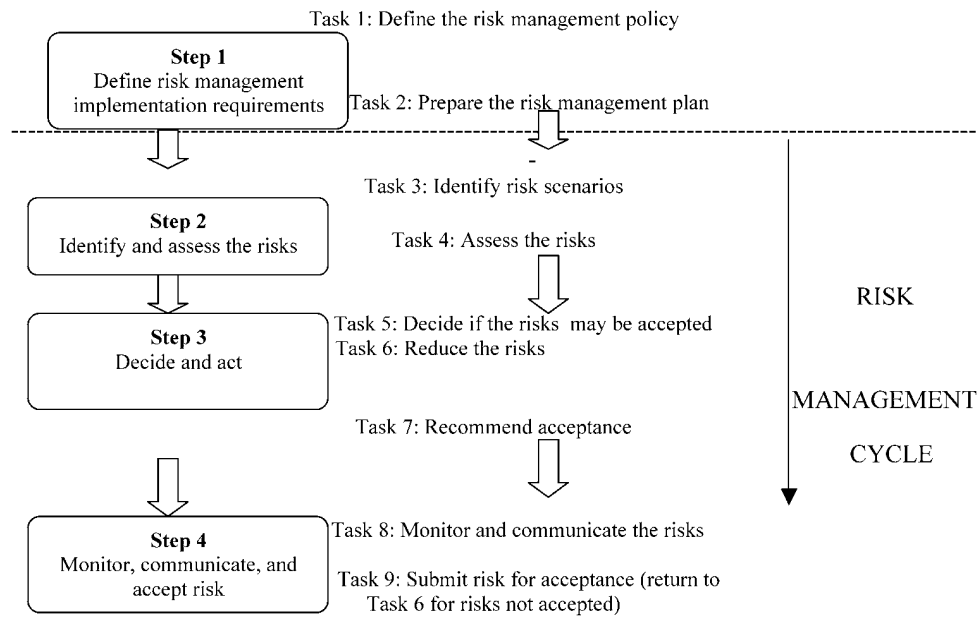 Task 1: Define the risk management policy
Step 1
Define risk management
implementation requirements
Task 2: Prepare the risk management plan
-
Task 3: Identify risk scenarios
Step 2
Identify and assess the risks
Task 4: Assess the risks
RISK
Step 3
Decide and act
Task 5: Decide if the risks may be accepted
Task 6: Reduce the risks
MANAGEMENT
Task 7: Recommend acceptance
CYCLE
Step 4
Monitor, communicate, and
accept risk
Task 8: Monitor and communicate the risks
Task 9: Submit risk for acceptance (return to
Task 6 for risks not accepted)